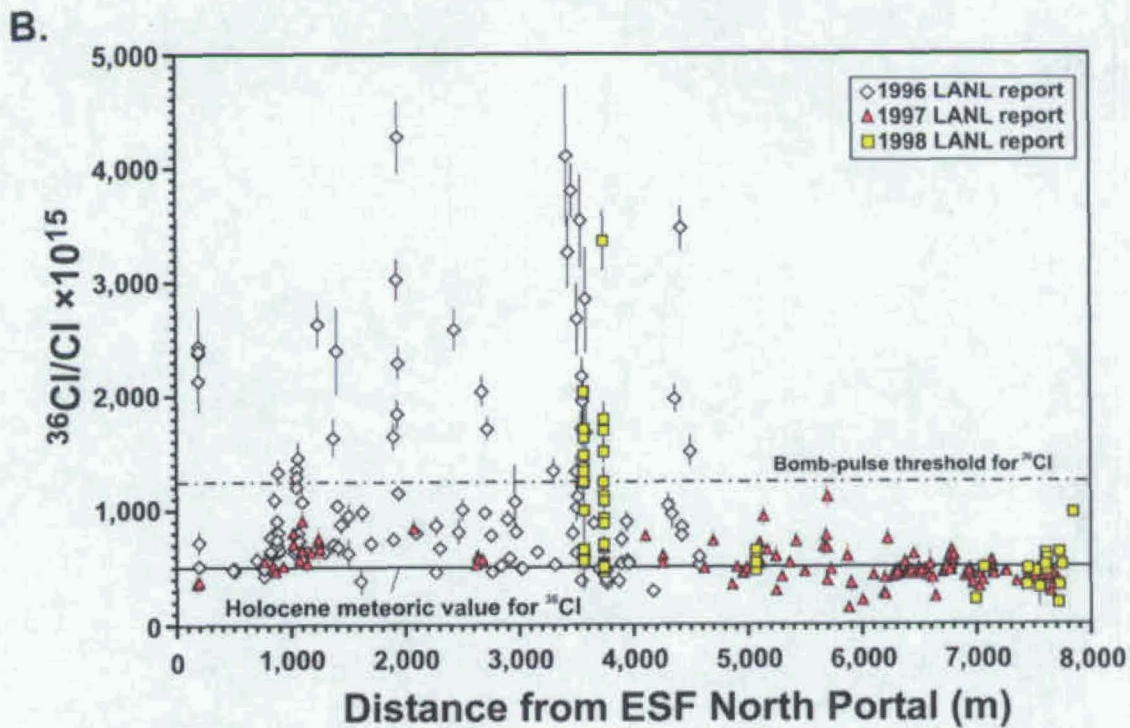 B.
5,000
4,000
3,000
2,000
1,000
0
³⁶Cl/Cl ×10¹⁵
1996 LANL report
1997 LANL report
1998 LANL report
Bomb-pulse threshold for ³⁶Cl
Holocene meteoric value for ³⁶Cl
0 1,000 2,000 3,000 4,000 5,000 6,000 7,000 8,000
Distance from ESF North Portal (m)